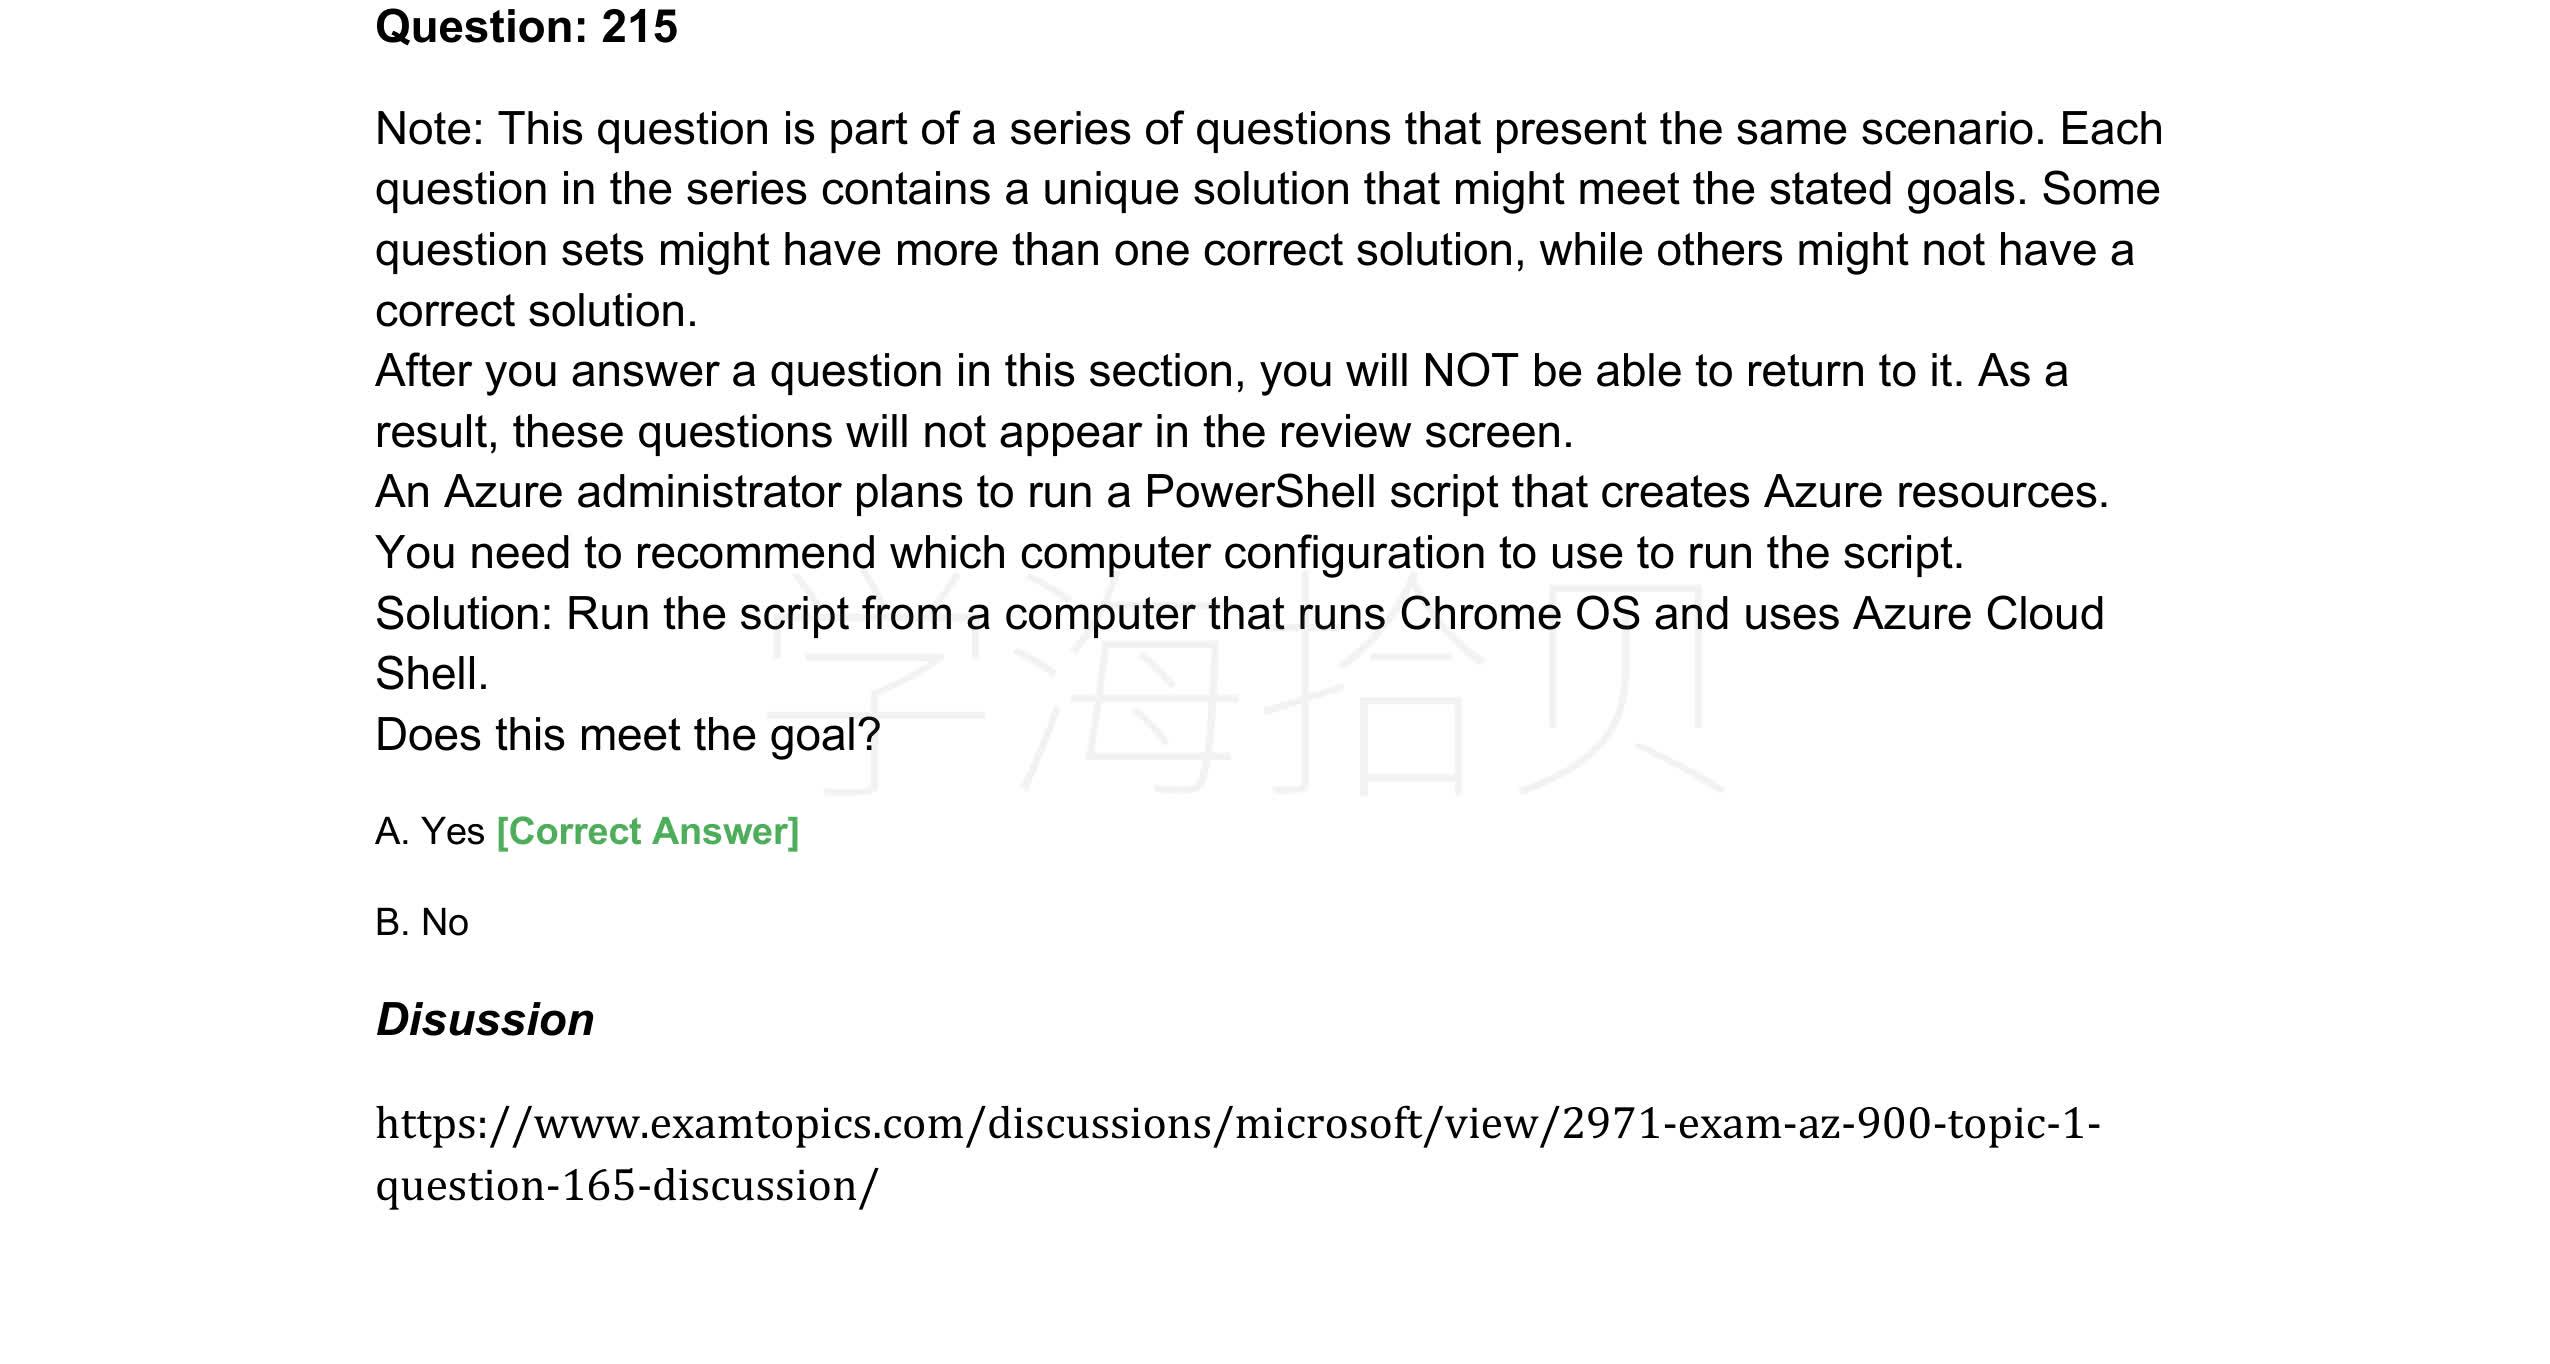 Question: 215
Note: This question is part of a series of questions that present the same scenario. Each
question in the series contains a unique solution that might meet the stated goals. Some
question sets might have more than one correct solution, while others might not have a
correct solution.
After you answer a question in this section, you will NOT be able to return to it. As a
result, these questions will not appear in the review screen.
An Azure administrator plans to run a PowerShell script that creates Azure resources.
You need to recommend which computer configuration to use to run the script.
Solution: Run the script from a computer that runs Chrome OS and uses Azure Cloud
Shell.
Does this meet the goal?
学海拾贝
A. Yes [Correct Answer]
B. No
Disussion
https://www.examtopics.com/discussions/microsoft/view/2971-exam-az-900-topic-1-
question-165-discussion/